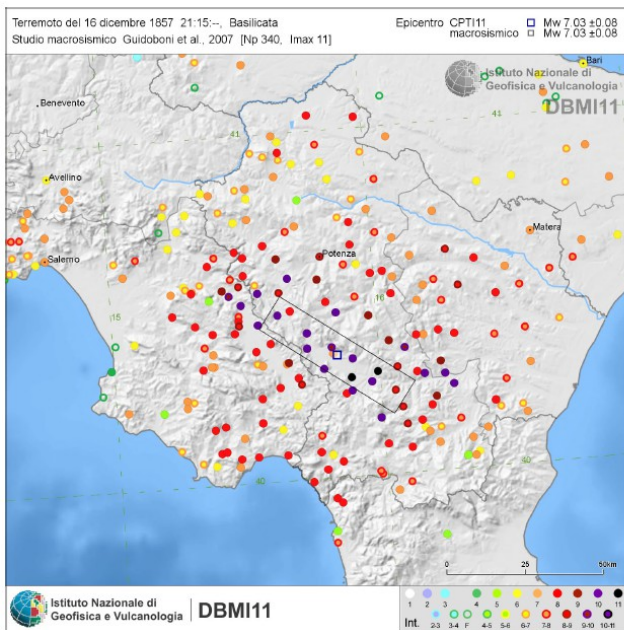 Terremoto del 16 dicembre 1857 21:15:--, Basilicata
Studio macrosismico Guidoboni et al., 2007 [Np 340, Imax 11]
Epicentro CPTI11 Mw 7.03 ±0.08
macrosismico Mw 7.03 ±0.08
Bari
Istituto Nazionale di
Geofisica e Vulcanologia
DBMI11
Benevento
41
41
Avellino
Matera
Salerno
Potenza
16
15
40
40
0 25 50km
Istituto Nazionale di
Geofisica e Vulcanologia
DBMI11
1 2 3 4 5 6 7 8 9 10 11
Int. 2-3 3-4 F 4-5 5-6 6-7 7-8 8-9 9-10 10-11